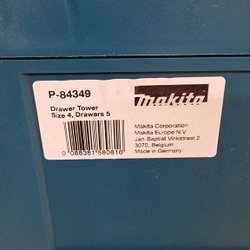 P-84349
Drawer Tower
Size 4, Drawers 5
0 088381 580816
makita
Makita Corporation
Makita Europe N.V.
Jan-Baptist Vinkstraat 2
3070, Belgium
Made in Germany